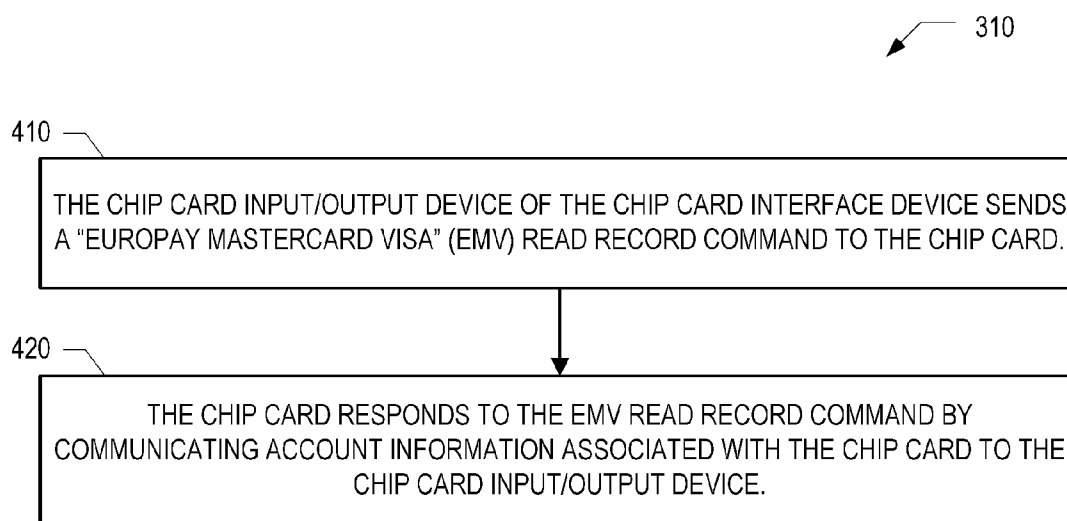 310
410
THE CHIP CARD INPUT/OUTPUT DEVICE OF THE CHIP CARD INTERFACE DEVICE SENDS
A “EUROPAY MASTERCARD VISA” (EMV) READ RECORD COMMAND TO THE CHIP CARD.
420
THE CHIP CARD RESPONDS TO THE EMV READ RECORD COMMAND BY
COMMUNICATING ACCOUNT INFORMATION ASSOCIATED WITH THE CHIP CARD TO THE
CHIP CARD INPUT/OUTPUT DEVICE.